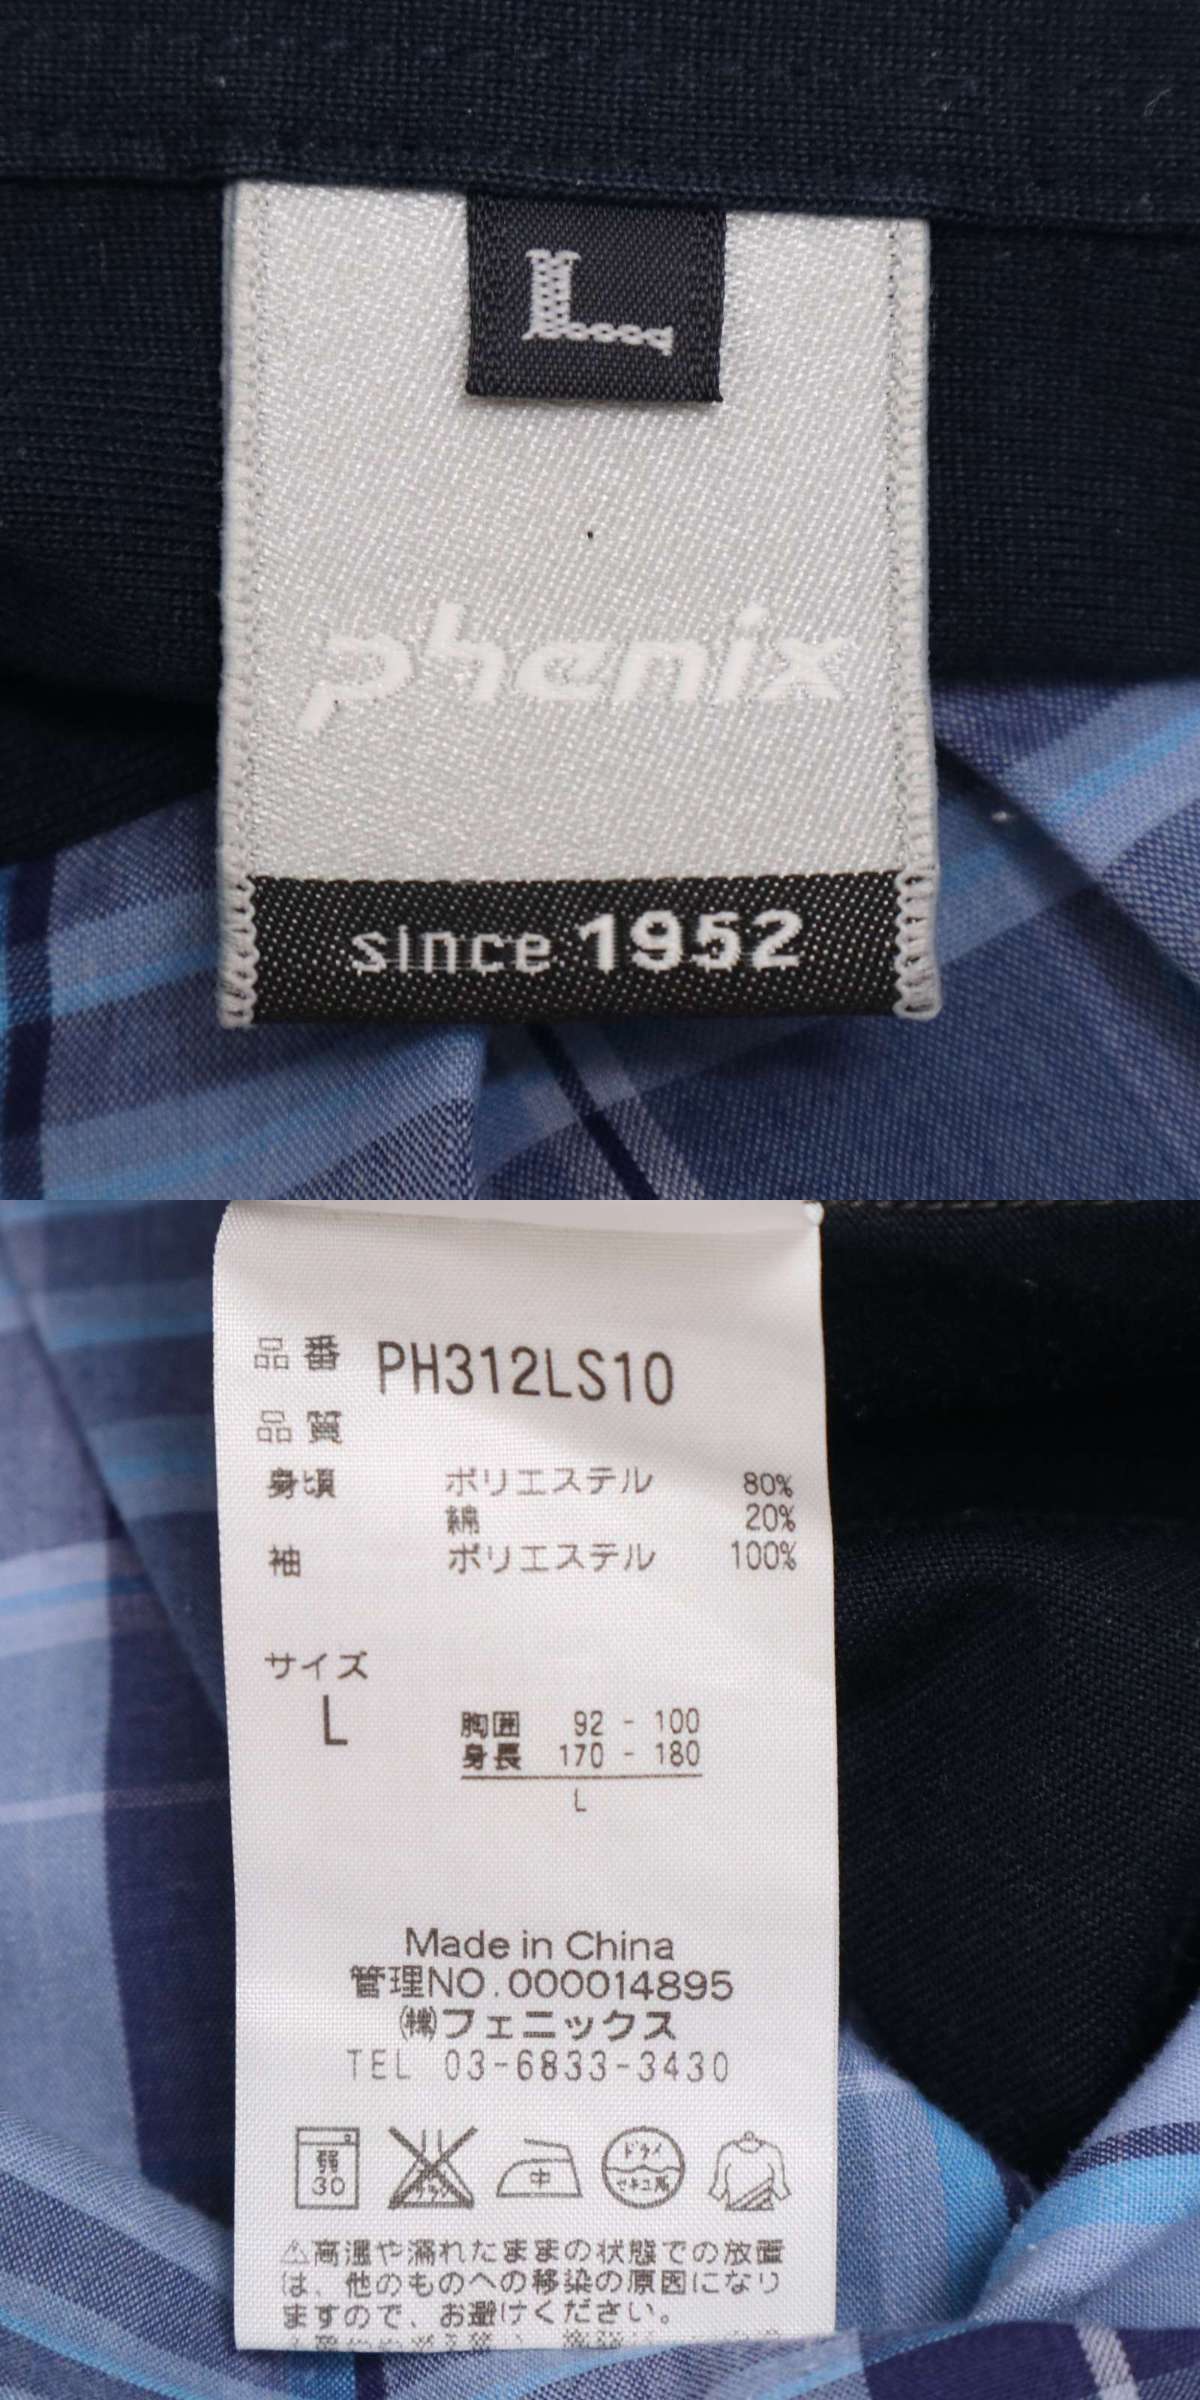 L
phenix
since 1952
品番 PH312LS10
品質
身頃 ポリエステル 80%
綿 20%
袖 ポリエステル 100%
サイズ
L
胸囲 92 - 100
身長 170 - 180
L
Made in China
管理NO.000014895
㈱フェニックス
TEL 03-6833-3430
弱 30
中
ドライ
セキユ系
⚠高温や濡れたままの状態での放置
は、他のものへの移染の原因になり
ますので、お避けください。